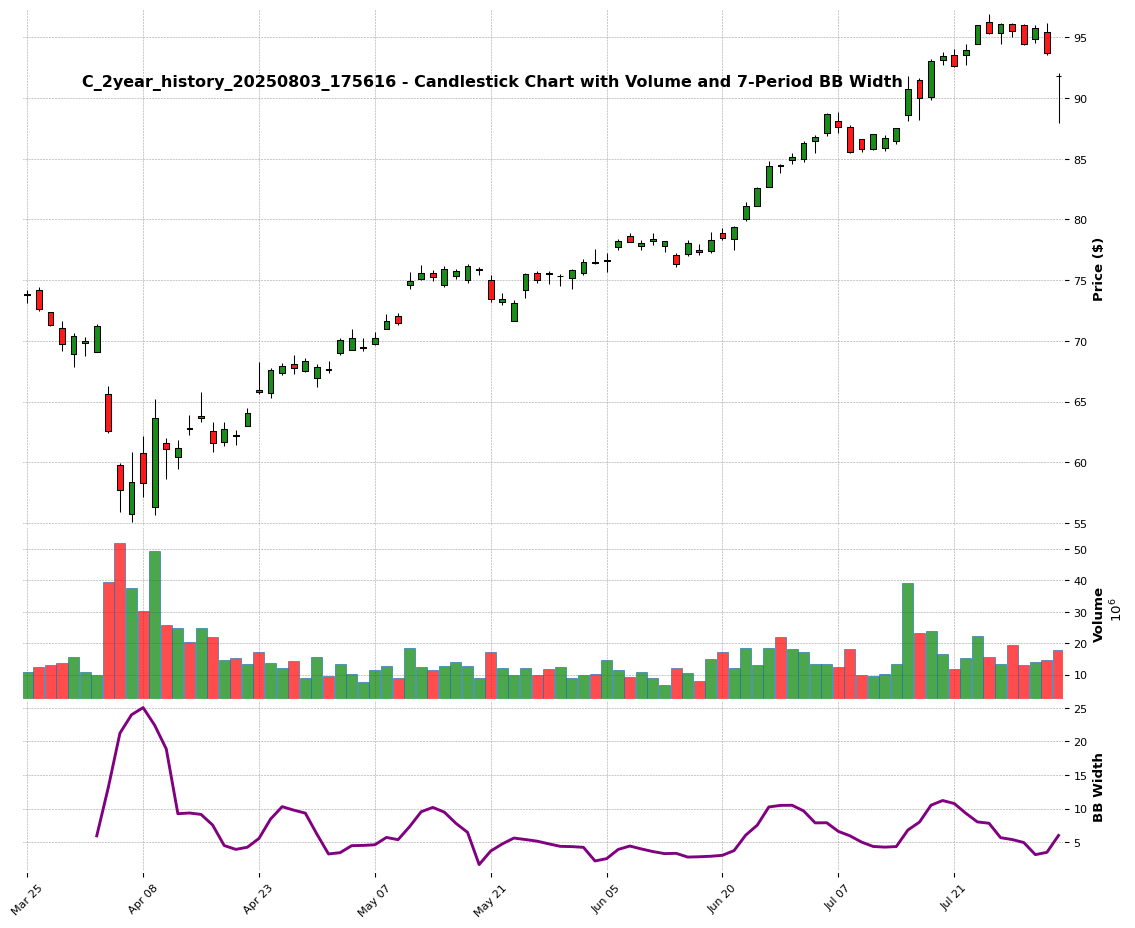 C_2year_history_20250803_175616 - Candlestick Chart with Volume and 7-Period BB Width
95
90
85
80
75
70
65
60
55
Price ($)
50
40
30
20
10
Volume
10^6
25
20
15
10
5
BB Width
Mar 25
Apr 08
Apr 23
May 07
May 21
Jun 05
Jun 20
Jul 07
Jul 21